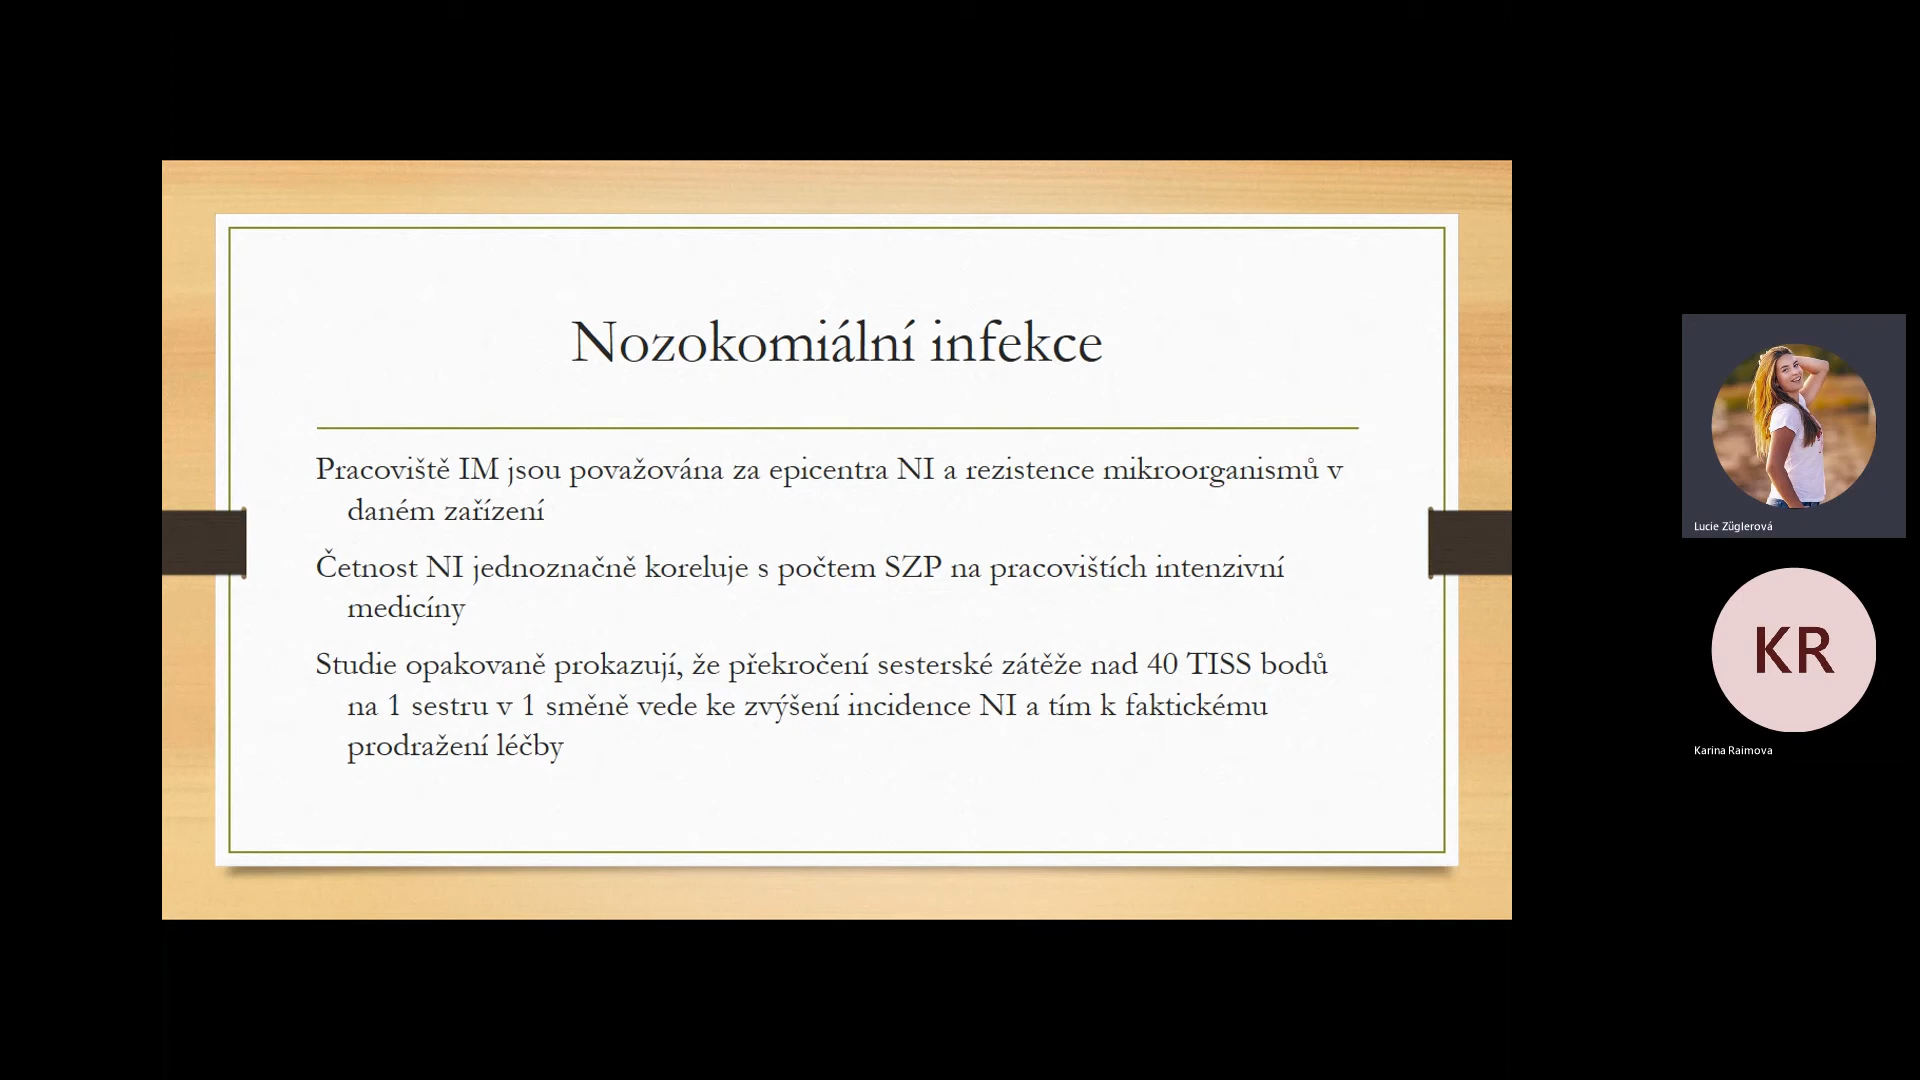 Nozokomiální infekce
Pracoviště IM jsou považována za epicentra NI a rezistence mikroorganismů v
daném zařízení
Četnost NI jednoznačně koreluje s počtem SZP na pracovištích intenzivní
medicíny
Studie opakovaně prokazují, že překročení sesterské zátěže nad 40 TISS bodů
na 1 sestru v 1 směně vede ke zvýšení incidence NI a tím k faktickému
prodražení léčby
Lucie Züglerová
KR
Karina Raimova